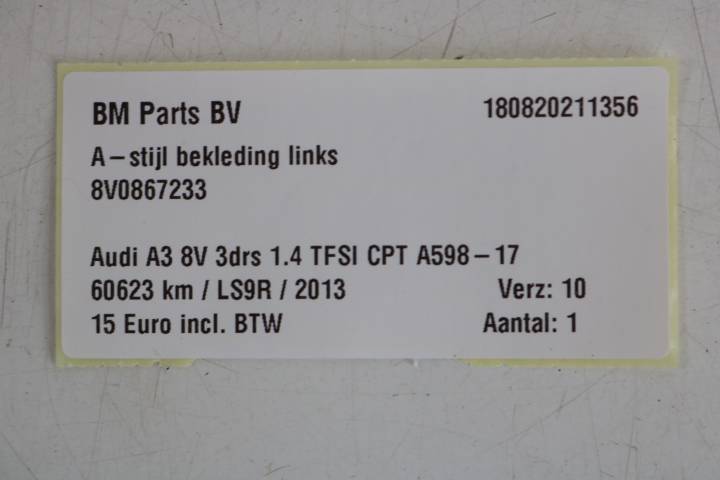 BM Parts BV 180820211356
A-stijl bekleding links
8V0867233
Audi A3 8V 3drs 1.4 TFSI CPT A598-17
60623 km / LS9R / 2013 Verz: 10
15 Euro incl. BTW Aantal: 1